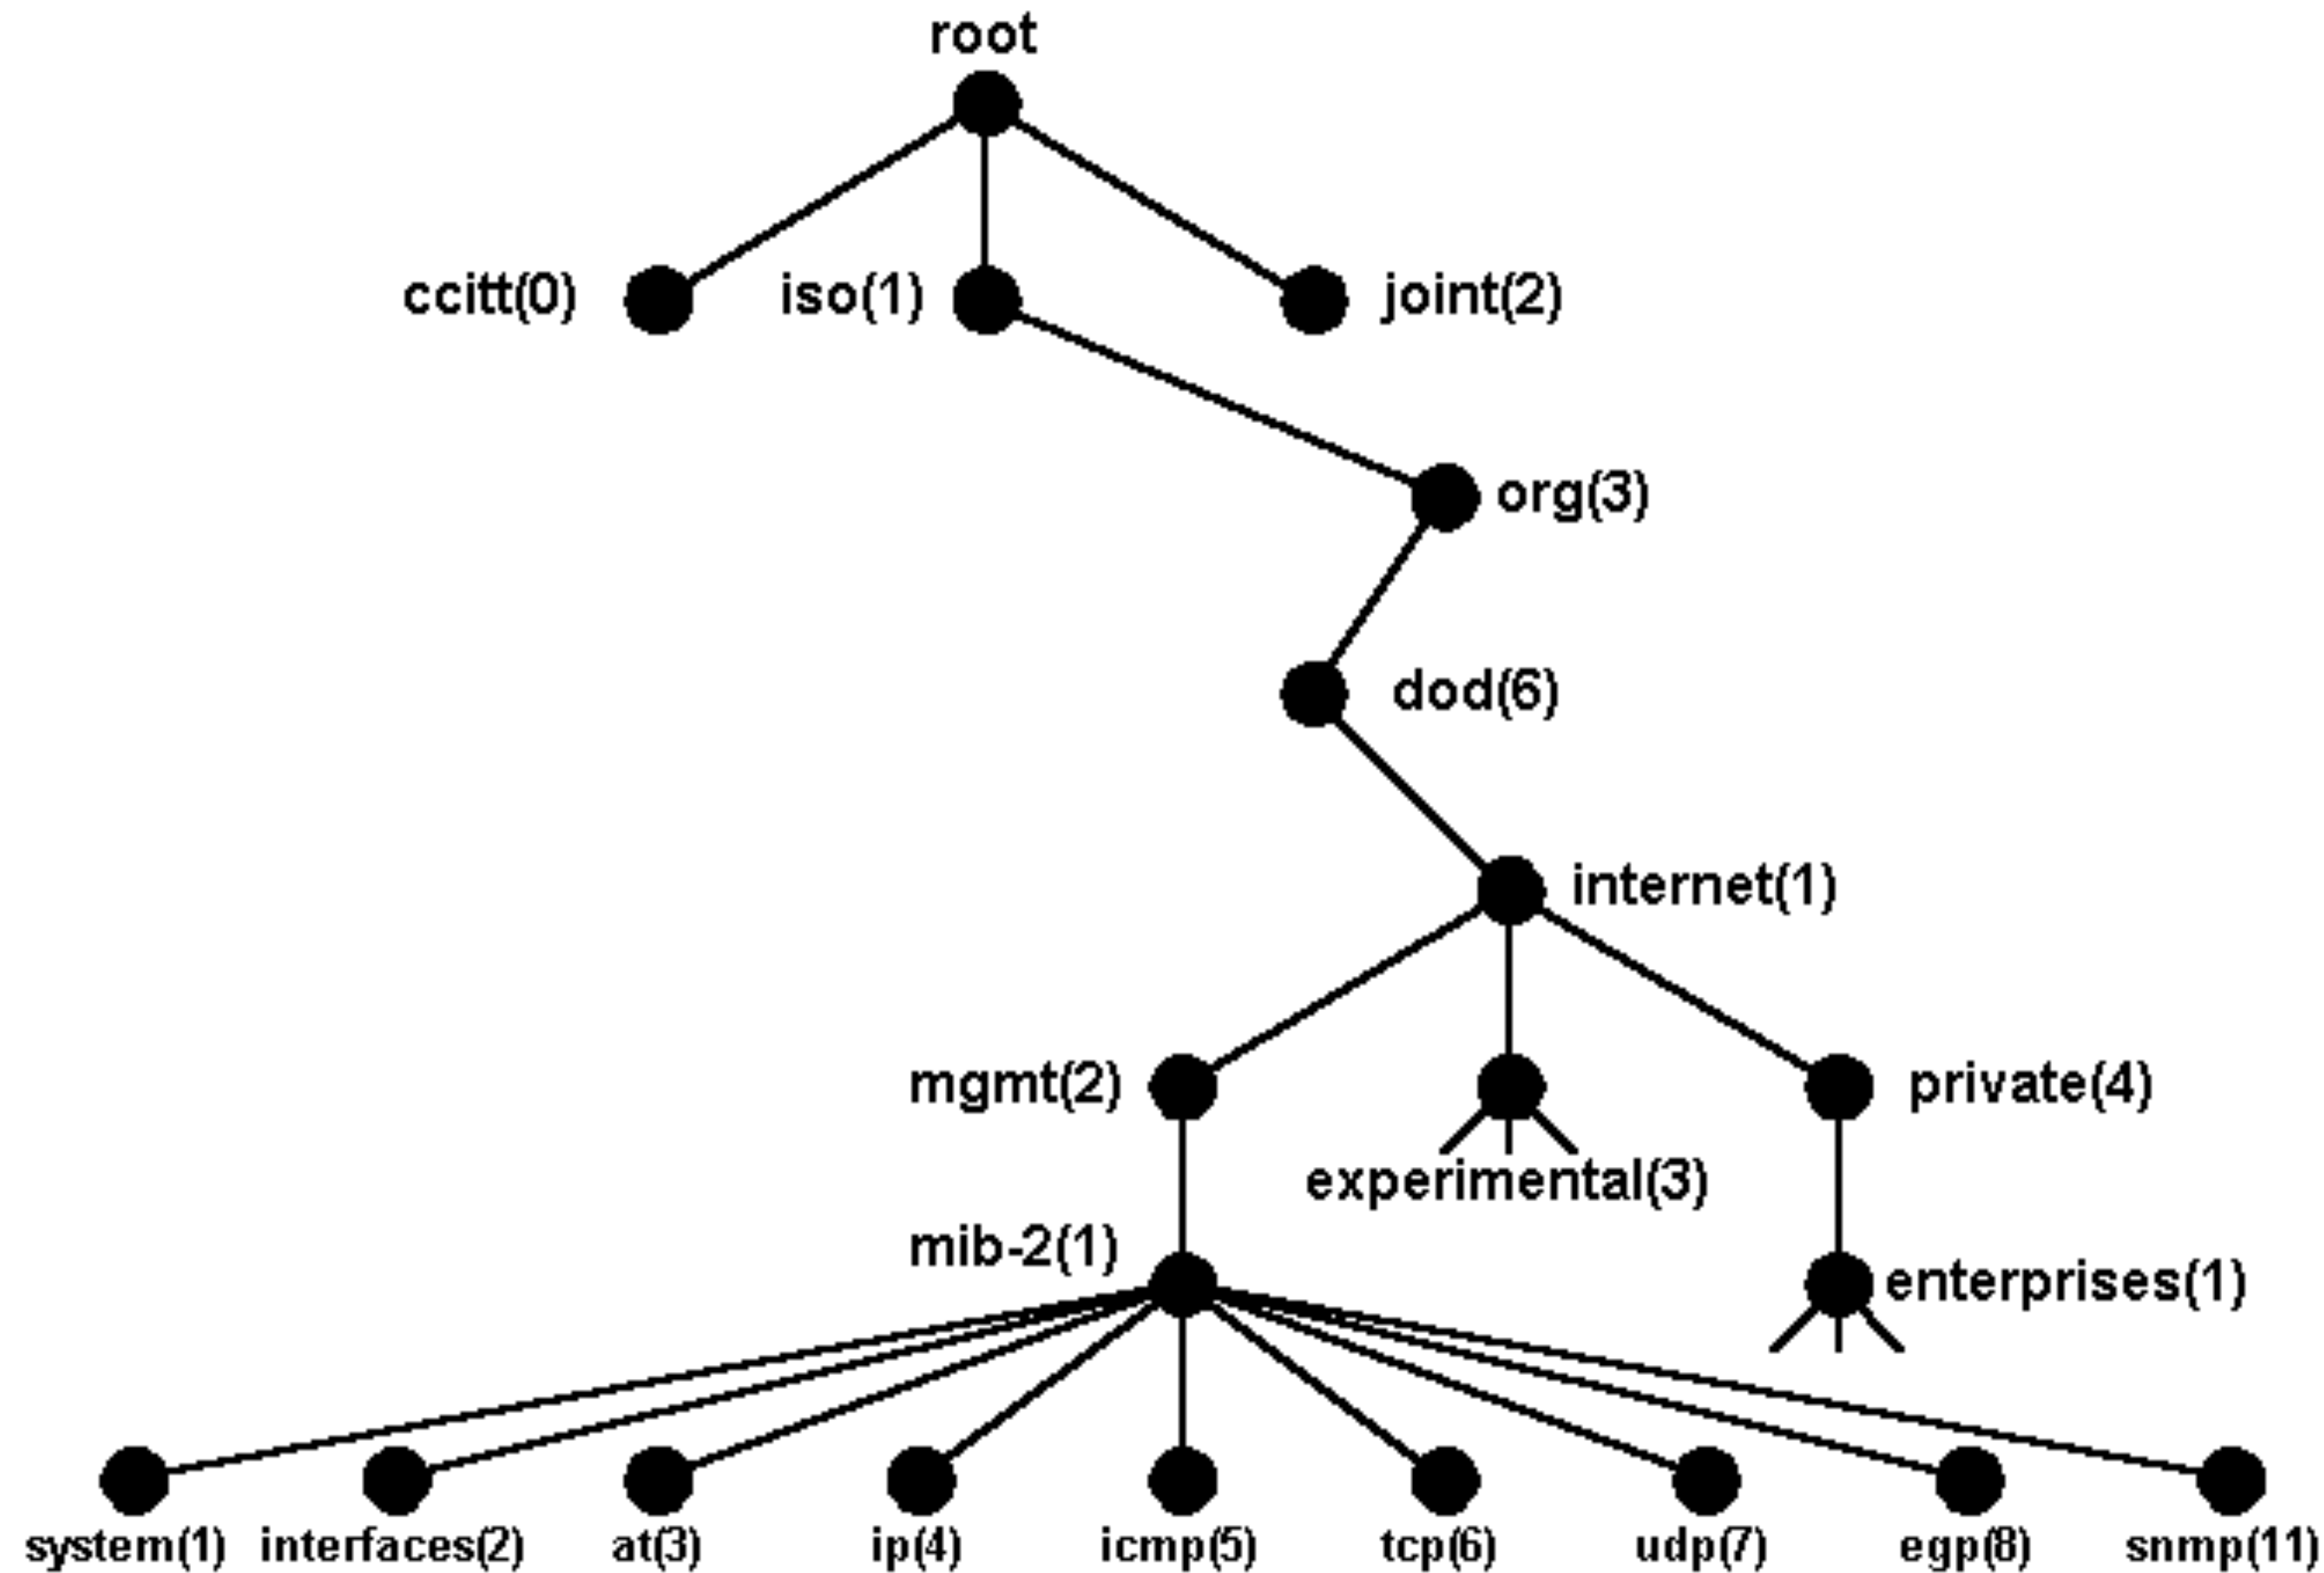 root
ccitt(0)
iso(1)
joint(2)
org(3)
dod(6)
internet(1)
mgmt(2)
private(4)
experimental(3)
mib-2(1)
enterprises(1)
system(1)
interfaces(2)
at(3)
ip(4)
icmp(5)
tcp(6)
udp(7)
egp(8)
snmp(11)